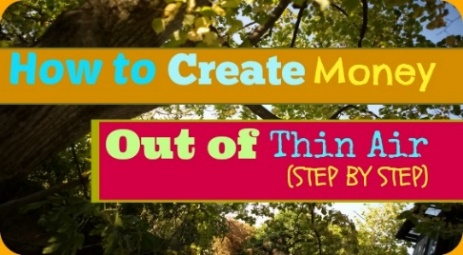 How to Create Money
Out of Thin Air
(STEP BY STEP)